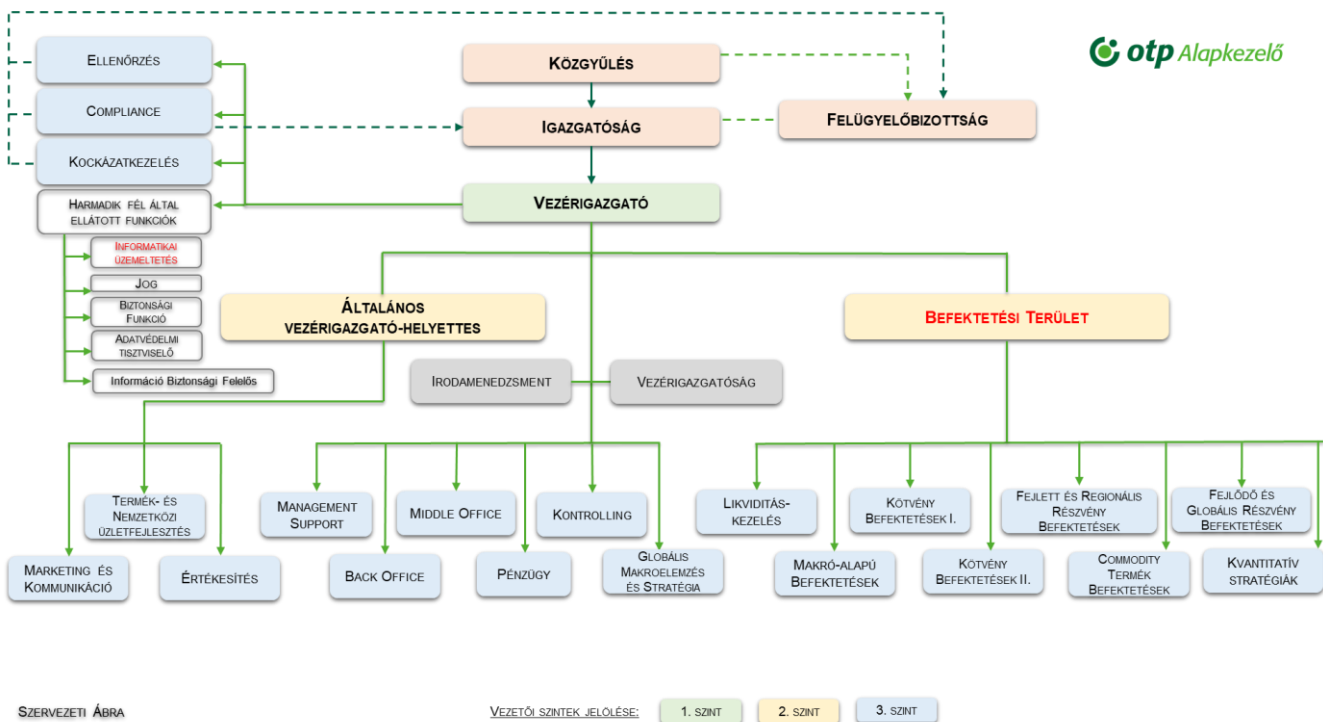 otp Alapkezelő
Ellenőrzés
Compliance
Kockázatkezelés
Harmadik fél által
ellátott funkciók
Informatikai
üzemeltetés
Jog
Biztonsági
Funkció
Adatvédelmi
tisztviselő
Információ Biztonsági Felelős
Közgyűlés
Igazgatóság
Felügyelőbizottság
Vezérigazgató
Általános
vezérigazgató-helyettes
Befektetési Terület
Irodamenedzsment
Vezérigazgatóság
Termék- és
Nemzetközi
üzletfejlesztés
Marketing és
Kommunikáció
Értékesítés
Management
Support
Middle Office
Kontrolling
Back Office
Pénzügy
Globális
Makroelemzés
és Stratégia
Likviditás-
kezelés
Kötvény
Befektetések I.
Fejlett és Regionális
Részvény
Befektetések
Fejlődő és
Globális Részvény
Befektetések
Makró-alapú
Befektetések
Kötvény
Befektetések II.
Commodity
Termék
Befektetések
Kvantitatív
stratégiák
Szervezeti Ábra
Vezetői szintek jelölése:
1. szint
2. szint
3. szint